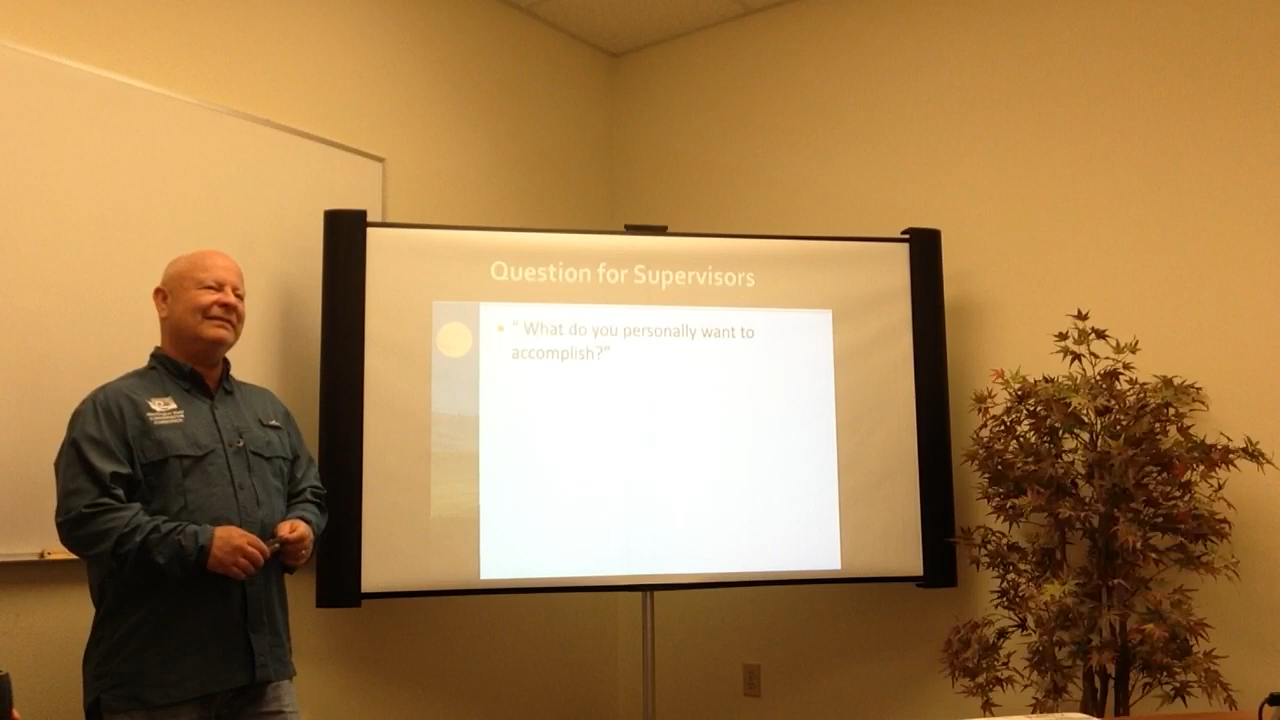 Question for Supervisors
" What do you personally want to
accomplish?"